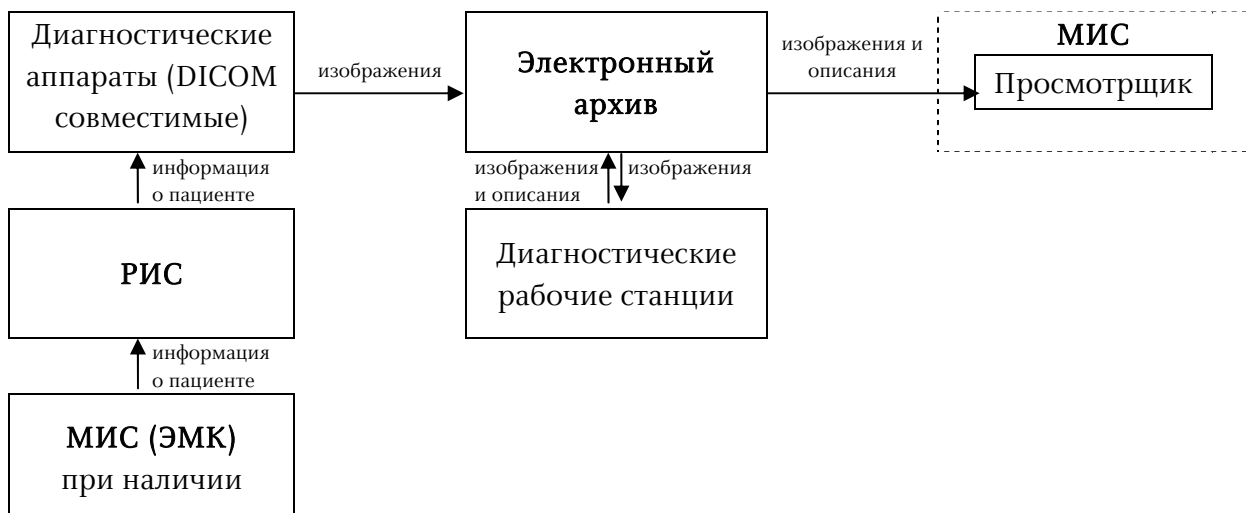 Диагностические
аппараты (DICOM
совместимые)
изображения
Электронный
архив
изображения и
описания
МИС
Просмотрщик
информация
о пациенте
изображения
и описания
изображения
РИС
Диагностические
рабочие станции
информация
о пациенте
МИС (ЭМК)
при наличии